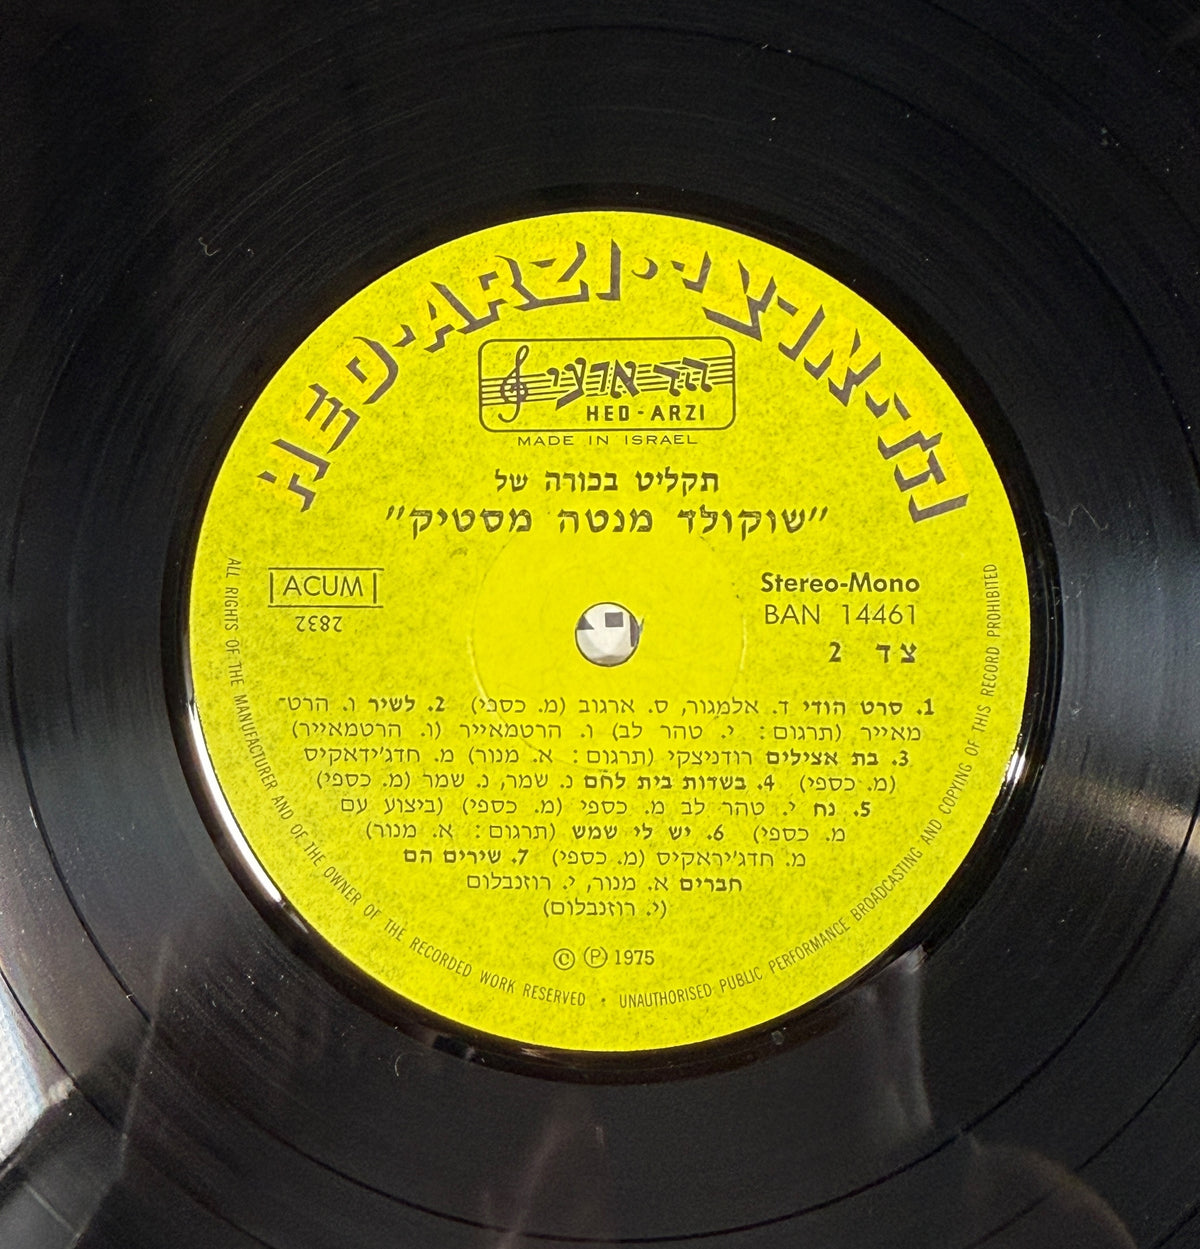 HED-ARZI הד-ארצי
הד ארצי
HED-ARZI
MADE IN ISRAEL
תקליט בכורה של
"שוקולד מנטה מסטיק"
ACUM
2832
Stereo-Mono
BAN 14461
צד 2
1. סרט הודי ד. אלמגור, ס. ארגוב (מ. כספי) 2. לשיר ו. הרט-
מאייר (תרגום: י. טהר לב) ו. הרטמאייר (ו. הרטמאייר)
3. בת אצילים רודניצקי (תרגום: א. מנור) מ. חדג'ידאקיס
(מ. כספי) 4. בשדות בית לחם נ. שמר, נ. שמר (מ. כספי)
5. נח י. טהר לב מ. כספי (מ. כספי) (ביצוע עם
מ. כספי) 6. יש לי שמש (תרגום: א. מנור)
מ. חדג'יראקיס (מ. כספי) 7. שירים הם
חברים א. מנור, י. רוזנבלום
(י. רוזנבלום)
© ℗ 1975
ALL RIGHTS OF THE MANUFACTURER AND OF THE OWNER OF THE RECORDED WORK RESERVED • UNAUTHORISED PUBLIC PERFORMANCE BROADCASTING AND COPYING OF THIS RECORD PROHIBITED